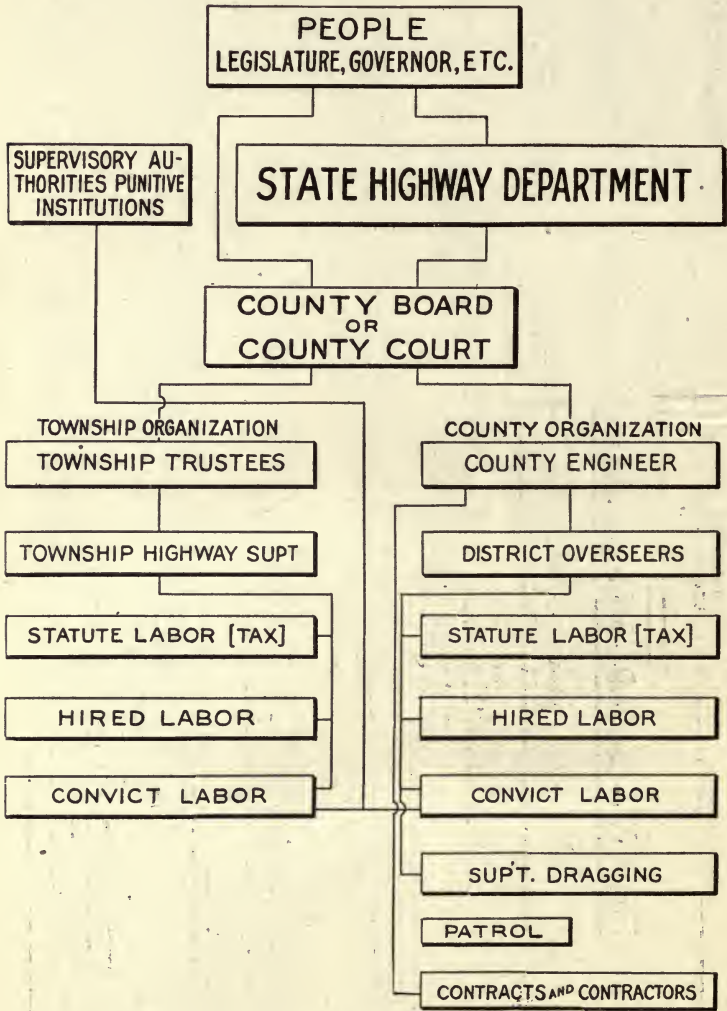 PEOPLE
LEGISLATURE, GOVERNOR, ETC.
SUPERVISORY AU-
THORITIES PUNITIVE
INSTITUTIONS
STATE HIGHWAY DEPARTMENT
COUNTY BOARD
OR
COUNTY COURT
TOWNSHIP ORGANIZATION
TOWNSHIP TRUSTEES
TOWNSHIP HIGHWAY SUPT
STATUTE LABOR [TAX]
HIRED LABOR
CONVICT LABOR
COUNTY ORGANIZATION
COUNTY ENGINEER
DISTRICT OVERSEERS
STATUTE LABOR [TAX]
HIRED LABOR
CONVICT LABOR
SUP'T. DRAGGING
PATROL
CONTRACTS AND CONTRACTORS